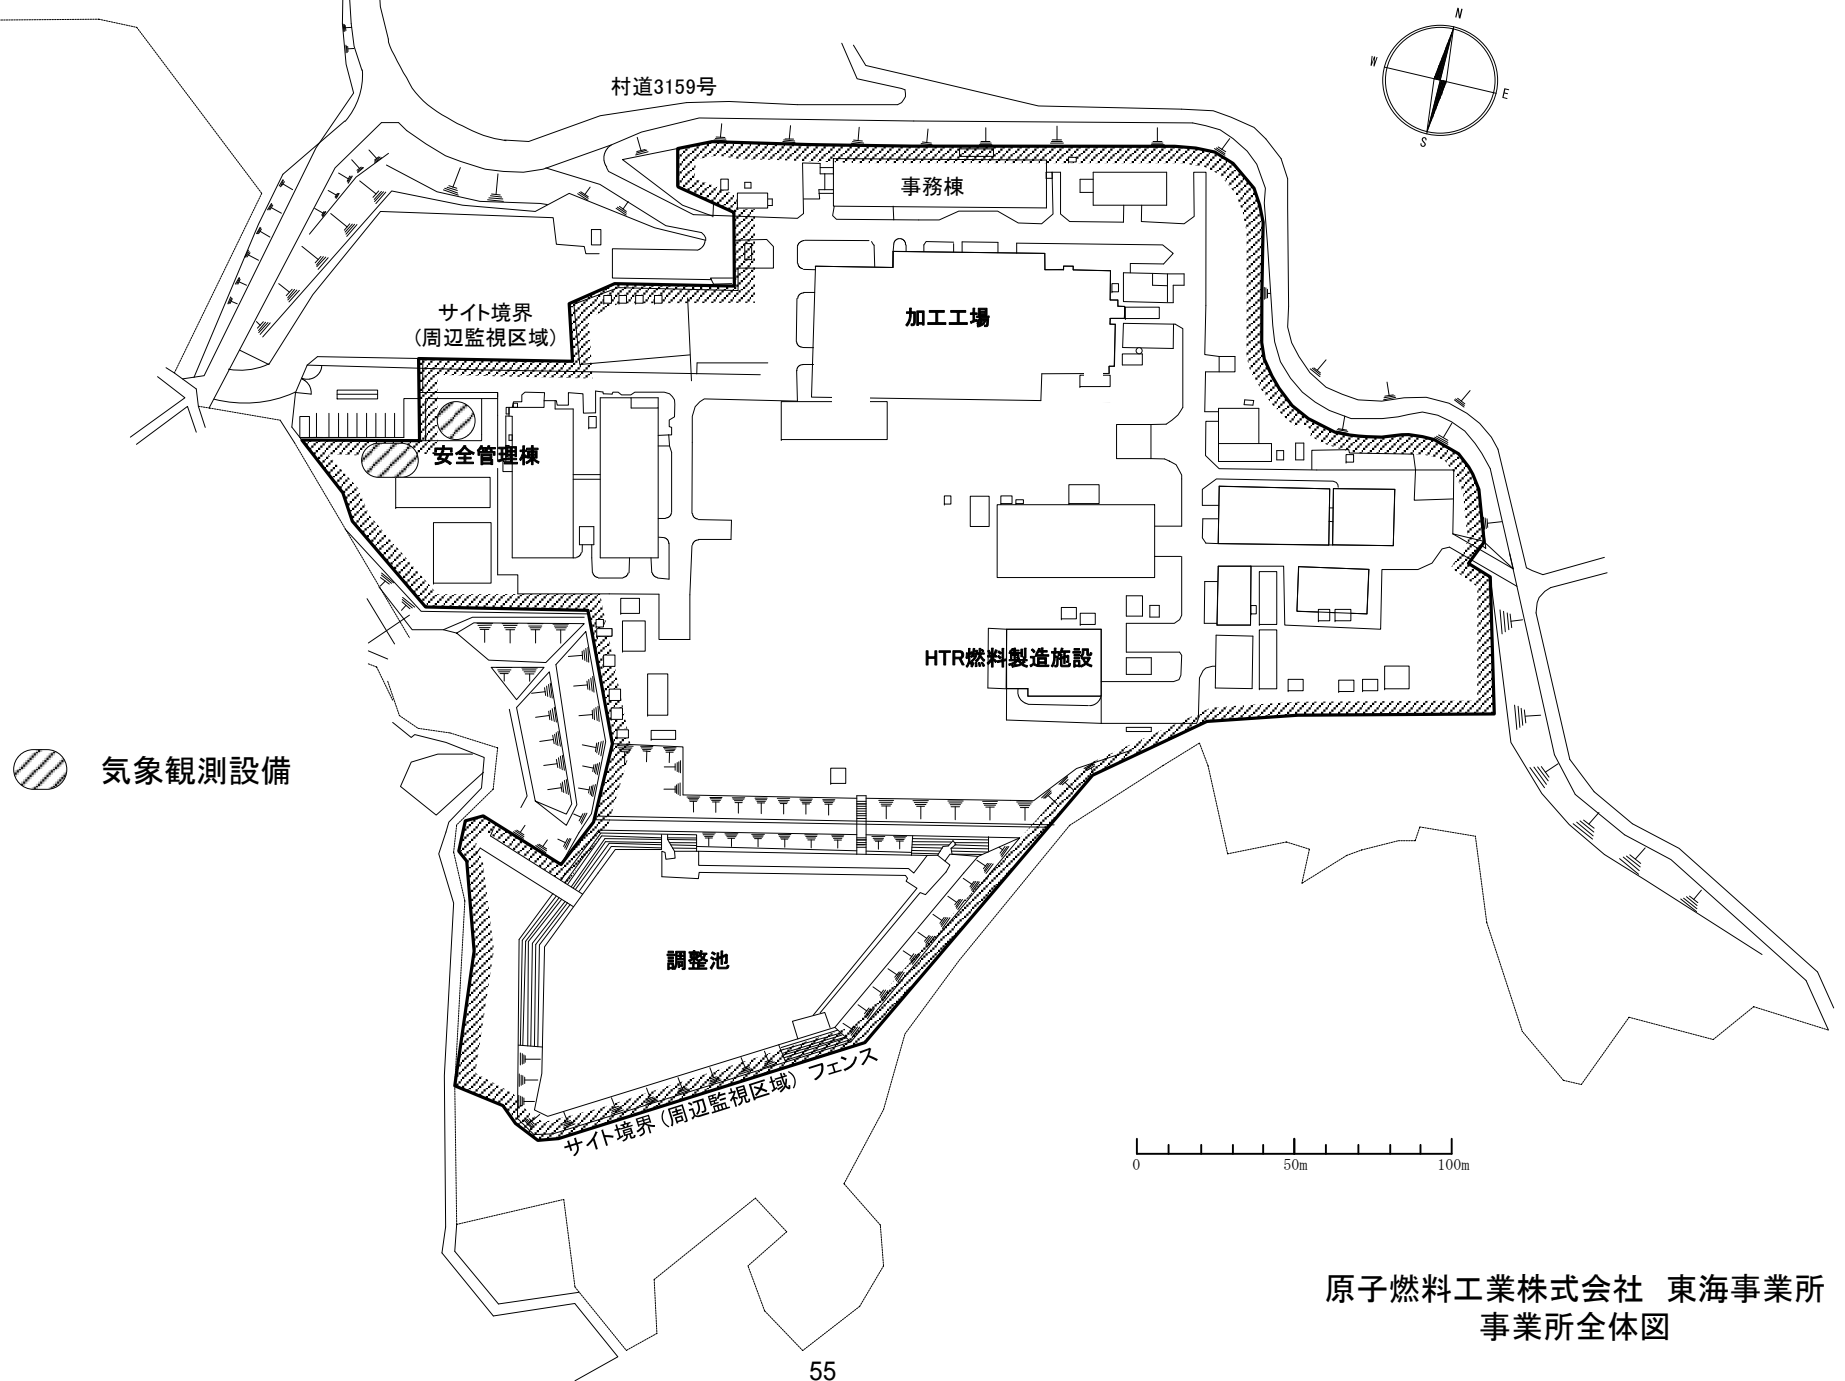 N
W
E
S
村道3159号
事務棟
サイト境界
(周辺監視区域)
加工工場
安全管理棟
HTR燃料製造施設
気象観測設備
調整池
サイト境界 (周辺監視区域) フェンス
0 50m 100m
原子燃料工業株式会社 東海事業所
事業所全体図
55